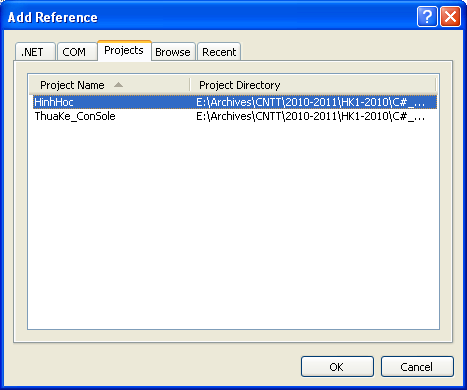 Add Reference
.NET COM Projects Browse Recent
Project Name Project Directory
HinhHoc E:\Archives\CNTT\2010-2011\HK1-2010\C#_...
ThuaKe_ConSole E:\Archives\CNTT\2010-2011\HK1-2010\C#_...
OK Cancel